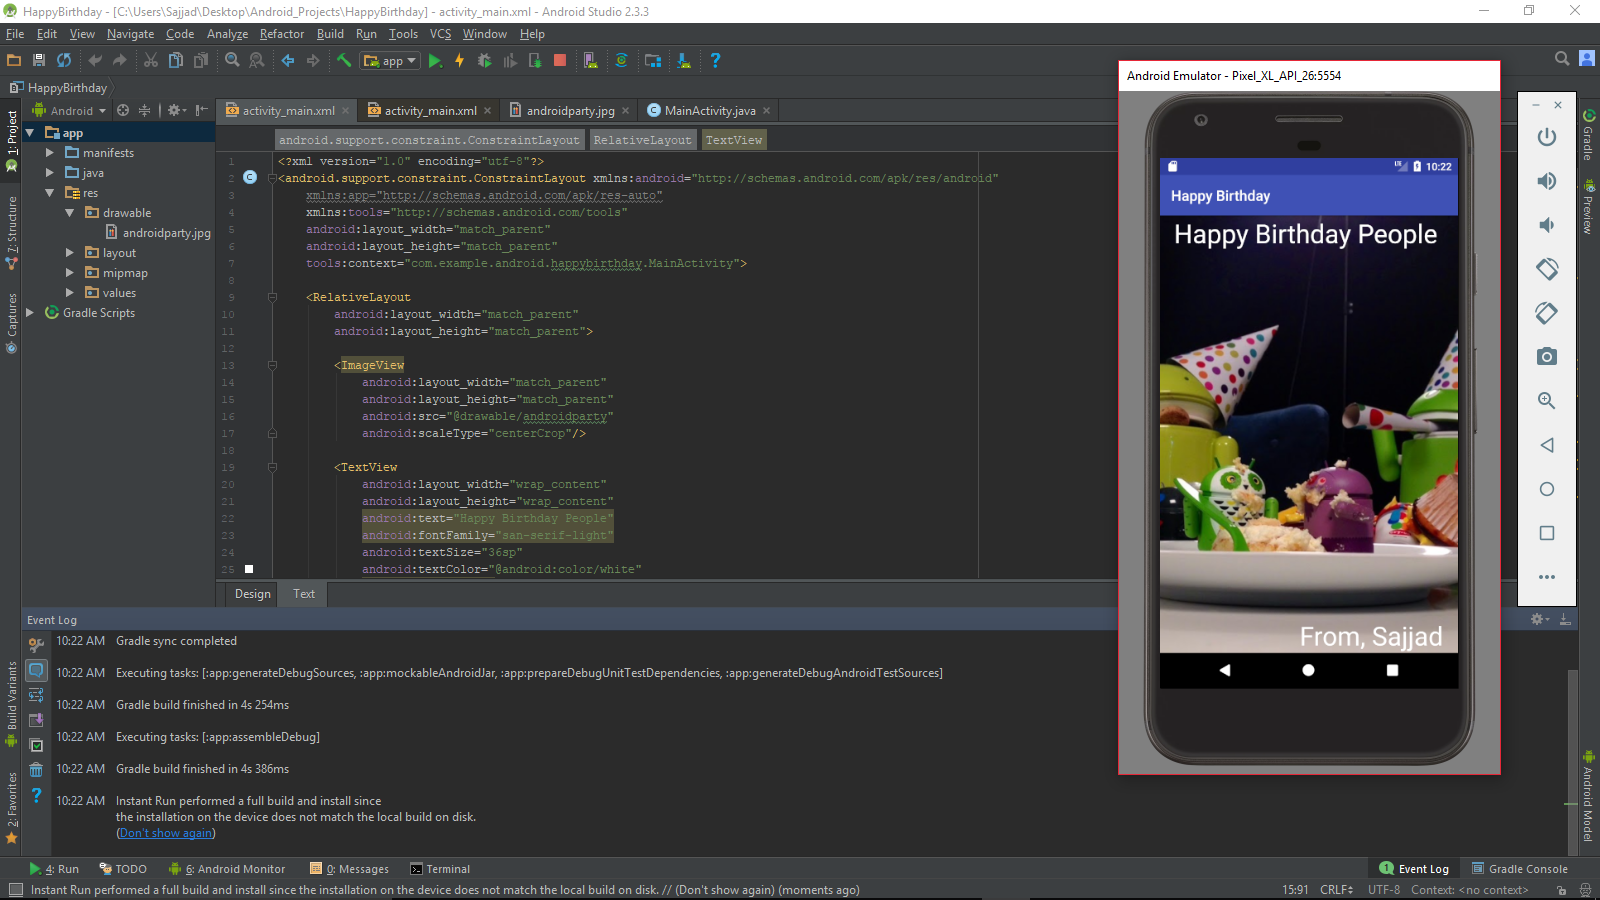 HappyBirthday - [C:\Users\Sajjad\Desktop\Android_Projects\HappyBirthday] - activity_main.xml - Android Studio 2.3.3
File Edit View Navigate Code Analyze Refactor Build Run Tools VCS Window Help
app
HappyBirthday
Android
activity_main.xml activity_main.xml androidparty.jpg MainActivity.java
android.support.constraint.ConstraintLayout RelativeLayout TextView
1: Project
7: Structure
Captures
Build Variants
2: Favorites
app
manifests
java
res
drawable
androidparty.jpg
layout
mipmap
values
Gradle Scripts
1 <?xml version="1.0" encoding="utf-8"?>
2 <android.support.constraint.ConstraintLayout xmlns:android="http://schemas.android.com/apk/res/android"
3 xmlns:app="http://schemas.android.com/apk/res-auto"
4 xmlns:tools="http://schemas.android.com/tools"
5 android:layout_width="match_parent"
6 android:layout_height="match_parent"
7 tools:context="com.example.android.happybirthday.MainActivity">
8
9 <RelativeLayout
10 android:layout_width="match_parent"
11 android:layout_height="match_parent">
12
13 <ImageView
14 android:layout_width="match_parent"
15 android:layout_height="match_parent"
16 android:src="@drawable/androidparty"
17 android:scaleType="centerCrop"/>
18
19 <TextView
20 android:layout_width="wrap_content"
21 android:layout_height="wrap_content"
22 android:text="Happy Birthday People"
23 android:fontFamily="san-serif-light"
24 android:textSize="36sp"
25 android:textColor="@android:color/white"
Design Text
Android Emulator - Pixel_XL_API_26:5554
LTE 10:22
Happy Birthday
Happy Birthday People
From, Sajjad
Gradle
Preview
Android Model
Event Log
10:22 AM Gradle sync completed
10:22 AM Executing tasks: [:app:generateDebugSources, :app:mockableAndroidJar, :app:prepareDebugUnitTestDependencies, :app:generateDebugAndroidTestSources]
10:22 AM Gradle build finished in 4s 254ms
10:22 AM Executing tasks: [:app:assembleDebug]
10:22 AM Gradle build finished in 4s 386ms
10:22 AM Instant Run performed a full build and install since
the installation on the device does not match the local build on disk.
(Don't show again)
4: Run TODO 6: Android Monitor 0: Messages Terminal 1 Event Log Gradle Console
Instant Run performed a full build and install since the installation on the device does not match the local build on disk. // (Don't show again) (moments ago) 15:91 CRLF UTF-8 Context: <no context>